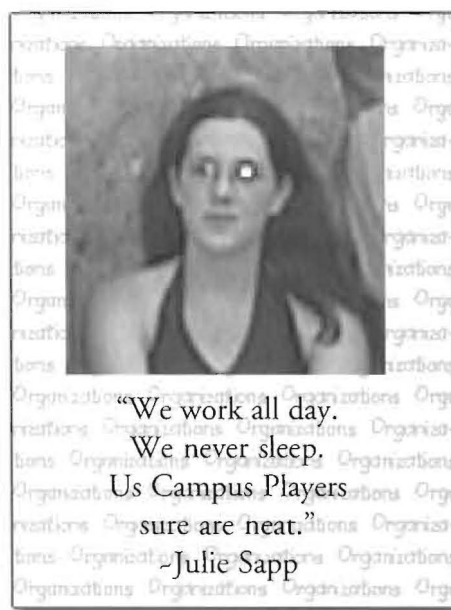 “We work all day.
We never sleep.
Us Campus Players
sure are neat.”
~Julie Sapp